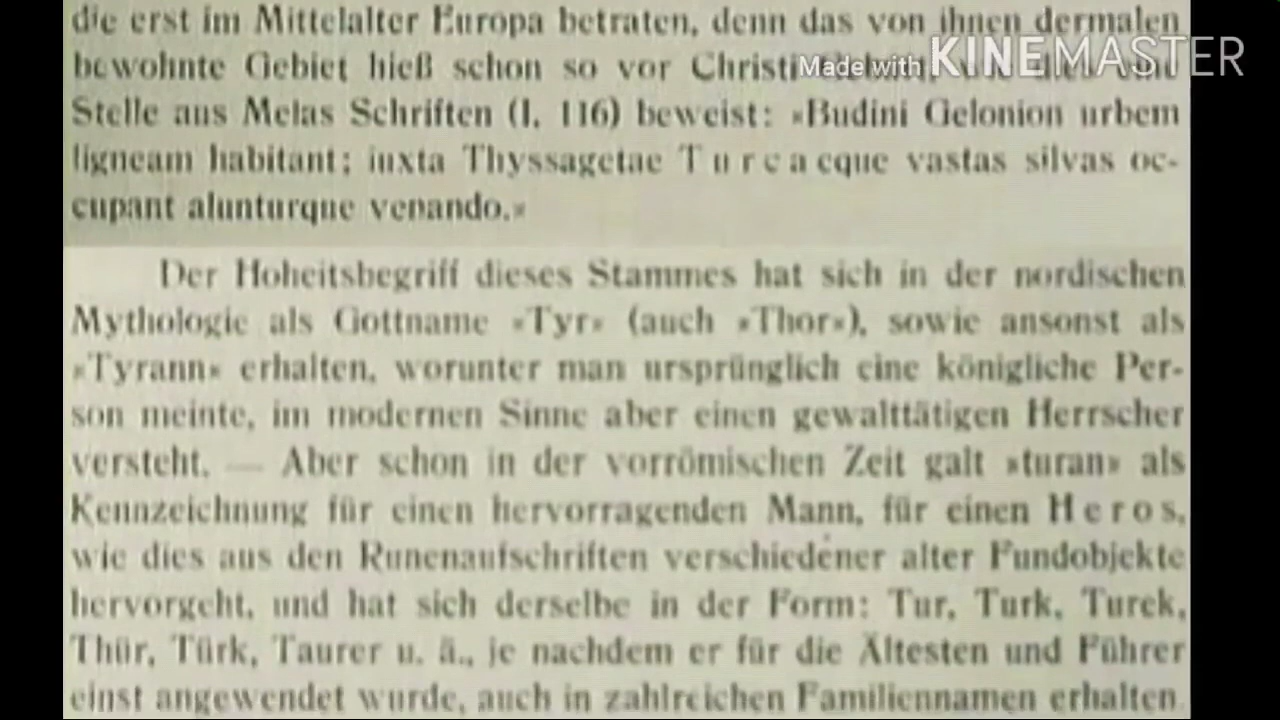 die erst im Mittelalter Europa betraten, denn das von ihnen dermalen
bewohnte Gebiet hieß schon so vor Christi
Made with KINEMASTER
Stelle aus Melas Schriften (I, 116) beweist: »Budini Gelonion urbem
ligneam habitant; iuxta Thyssagetae Turcaeque vastas silvas oc-
cupant alunturque venando.»
Der Hoheitsbegriff dieses Stammes hat sich in der nordischen
Mythologie als Gottname »Tyr» (auch »Thor»), sowie ansonst als
»Tyrann» erhalten, worunter man ursprünglich eine königliche Per-
son meinte, im modernen Sinne aber einen gewalttätigen Herrscher
versteht. — Aber schon in der vorrömischen Zeit galt »turan» als
Kennzeichnung für einen hervorragenden Mann, für einen Heros,
wie dies aus den Runenaufschriften verschiedener alter Fundobjekte
hervorgeht, und hat sich derselbe in der Form: Tur, Turk, Turek,
Thür, Türk, Taurer u. ä., je nachdem er für die Ältesten und Führer
einst angewendet wurde, auch in zahlreichen Familiennamen erhalten.